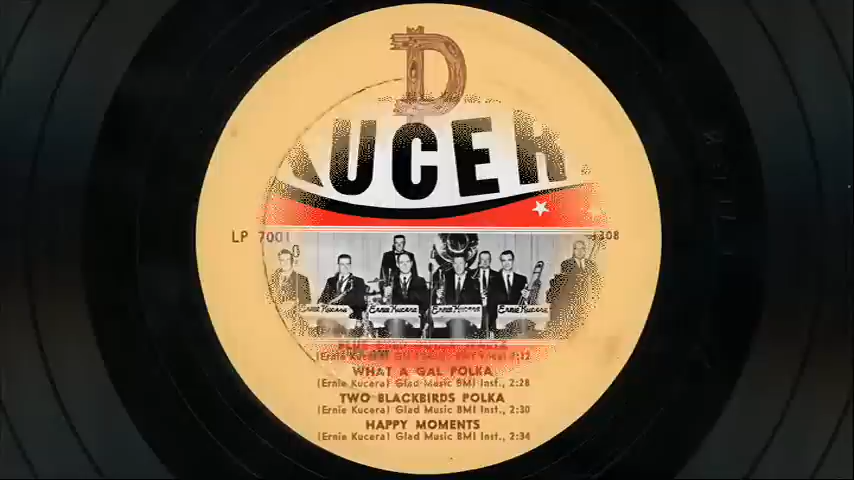 D
KUCER
LP 7001
308
Ernie Kucera Ernie Kucera Ernie Kucera Ernie Kucera
WHAT A GAL POLKA
(Ernie Kucera) Glad Music BMI Inst., 2:28
TWO BLACKBIRDS POLKA
(Ernie Kucera) Glad Music BMI Inst., 2:30
HAPPY MOMENTS
(Ernie Kucera) Glad Music BMI Inst., 2:34